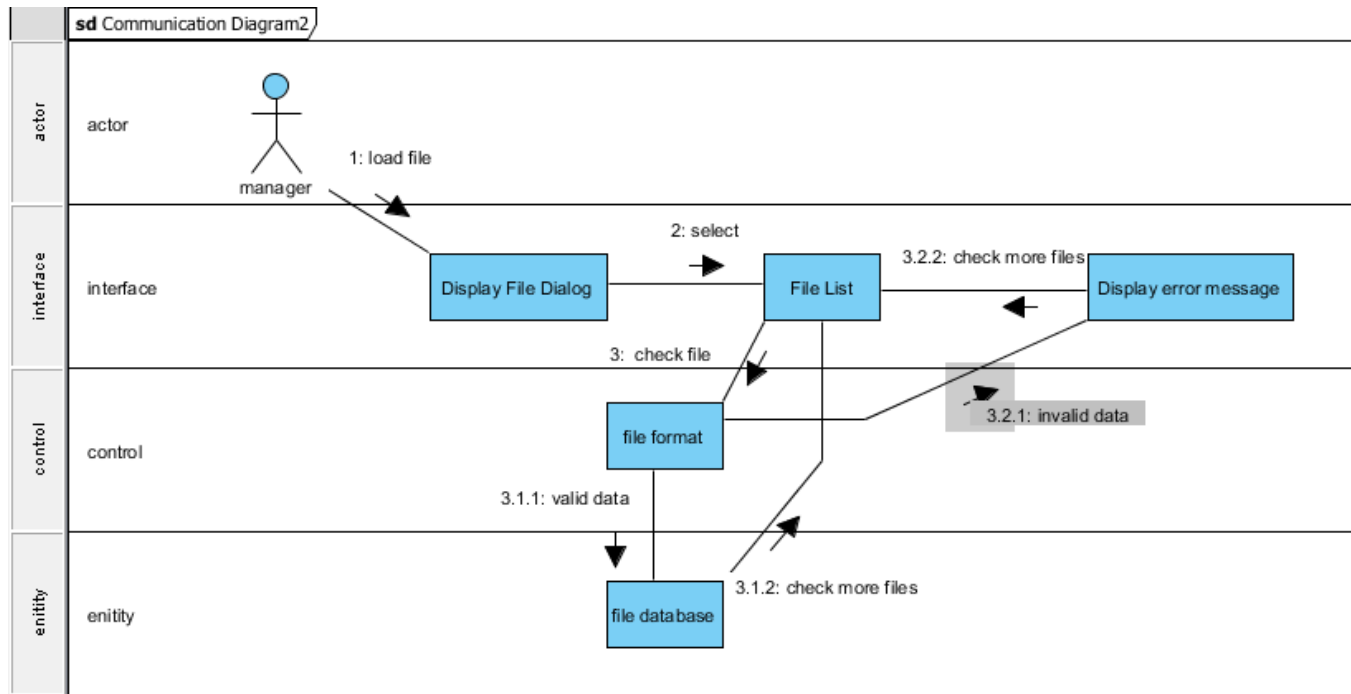 sd Communication Diagram2
actor
actor
manager
1: load file
interface
interface
Display File Dialog
2: select
File List
3.2.2: check more files
Display error message
3: check file
control
control
file format
3.2.1: invalid data
3.1.1: valid data
enitity
enitity
file database
3.1.2: check more files